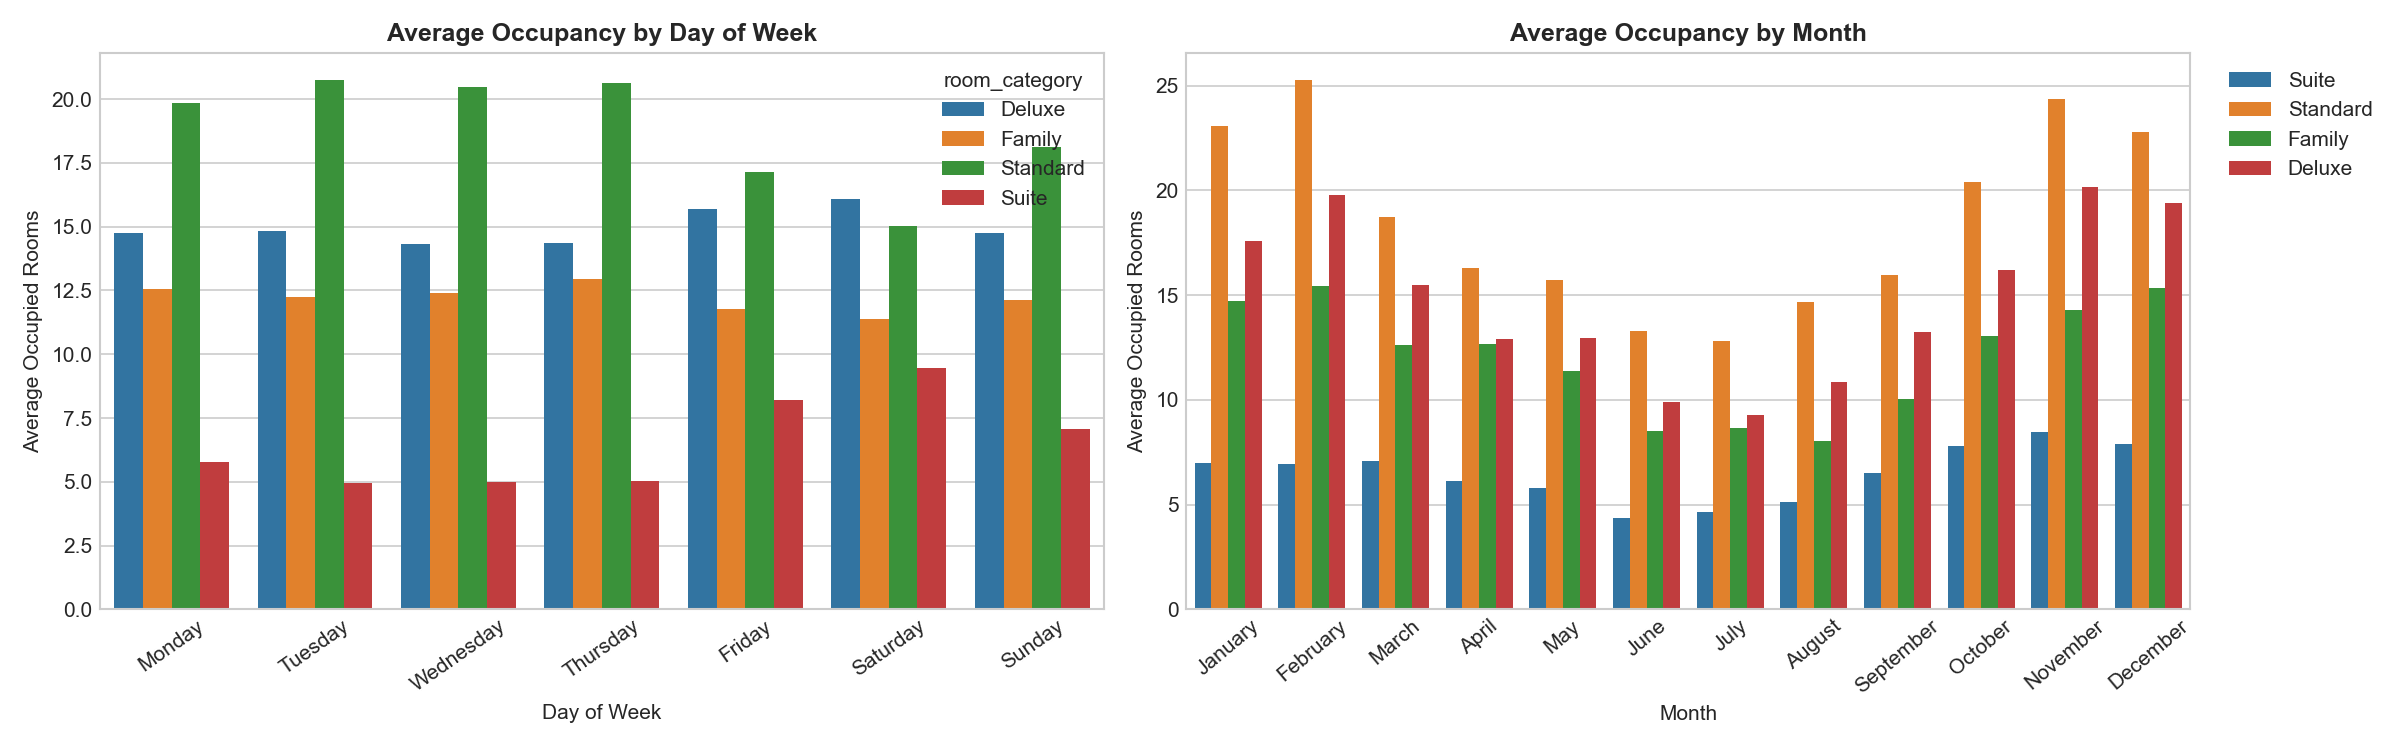 Average Occupancy by Day of Week
Average Occupied Rooms
20.0
17.5
15.0
12.5
10.0
7.5
5.0
2.5
0.0
room_category
Deluxe
Family
Standard
Suite
Monday
Tuesday
Wednesday
Thursday
Friday
Saturday
Sunday
Day of Week
Average Occupancy by Month
Average Occupied Rooms
25
20
15
10
5
0
Suite
Standard
Family
Deluxe
January
February
March
April
May
June
July
August
September
October
November
December
Month